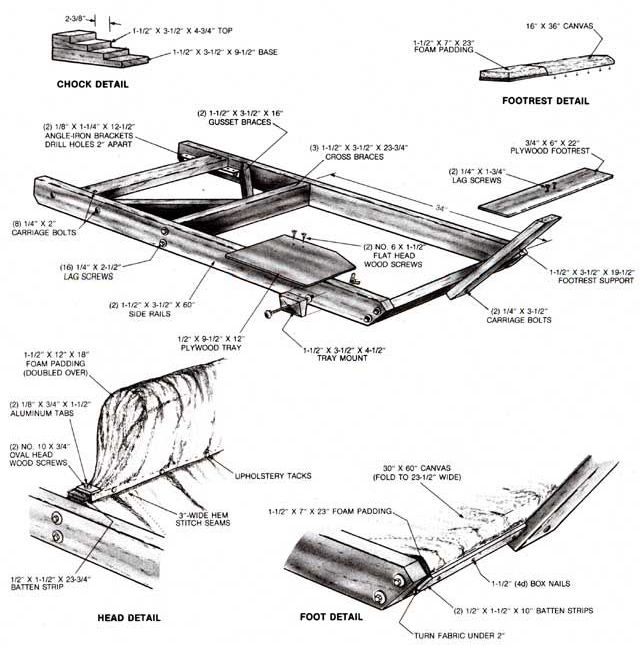 2-3/8"
1-1/2" X 3-1/2" X 4-3/4" TOP
1-1/2" X 3-1/2" X 9-1/2" BASE
CHOCK DETAIL
16" X 36" CANVAS
1-1/2" X 7" X 23"
FOAM PADDING
FOOTREST DETAIL
(2) 1-1/2" X 3-1/2" X 16"
GUSSET BRACES
(2) 1/8" X 1-1/4" X 12-1/2"
ANGLE-IRON BRACKETS
DRILL HOLES 2" APART
(3) 1-1/2" X 3-1/2" X 23-3/4"
CROSS BRACES
3/4" X 6" X 22"
PLYWOOD FOOTREST
(2) 1/4" X 1-3/4"
LAG SCREWS
34"
(8) 1/4" X 2"
CARRIAGE BOLTS
(2) NO. 6 X 1-1/2"
FLAT HEAD
WOOD SCREWS
(16) 1/4" X 2-1/2"
LAG SCREWS
1-1/2" X 3-1/2" X 19-1/2"
FOOTREST SUPPORT
(2) 1-1/2" X 3-1/2" X 60"
SIDE RAILS
(2) 1/4" X 3-1/2"
CARRIAGE BOLTS
1/2" X 9-1/2" X 12"
PLYWOOD TRAY
1-1/2" X 3-1/2" X 4-1/2"
TRAY MOUNT
1-1/2" X 12" X 18"
FOAM PADDING
(DOUBLED OVER)
(2) 1/8" X 3/4" X 1-1/2"
ALUMINUM TABS
(2) NO. 10 X 3/4"
OVAL HEAD
WOOD SCREWS
UPHOLSTERY TACKS
3"-WIDE HEM
STITCH SEAMS
1/2" X 1-1/2" X 23-3/4"
BATTEN STRIP
HEAD DETAIL
30" X 60" CANVAS
(FOLD TO 23-1/2" WIDE)
1-1/2" X 7" X 23" FOAM PADDING
1-1/2" (4d) BOX NAILS
(2) 1/2" X 1-1/2" X 10" BATTEN STRIPS
FOOT DETAIL
TURN FABRIC UNDER 2"